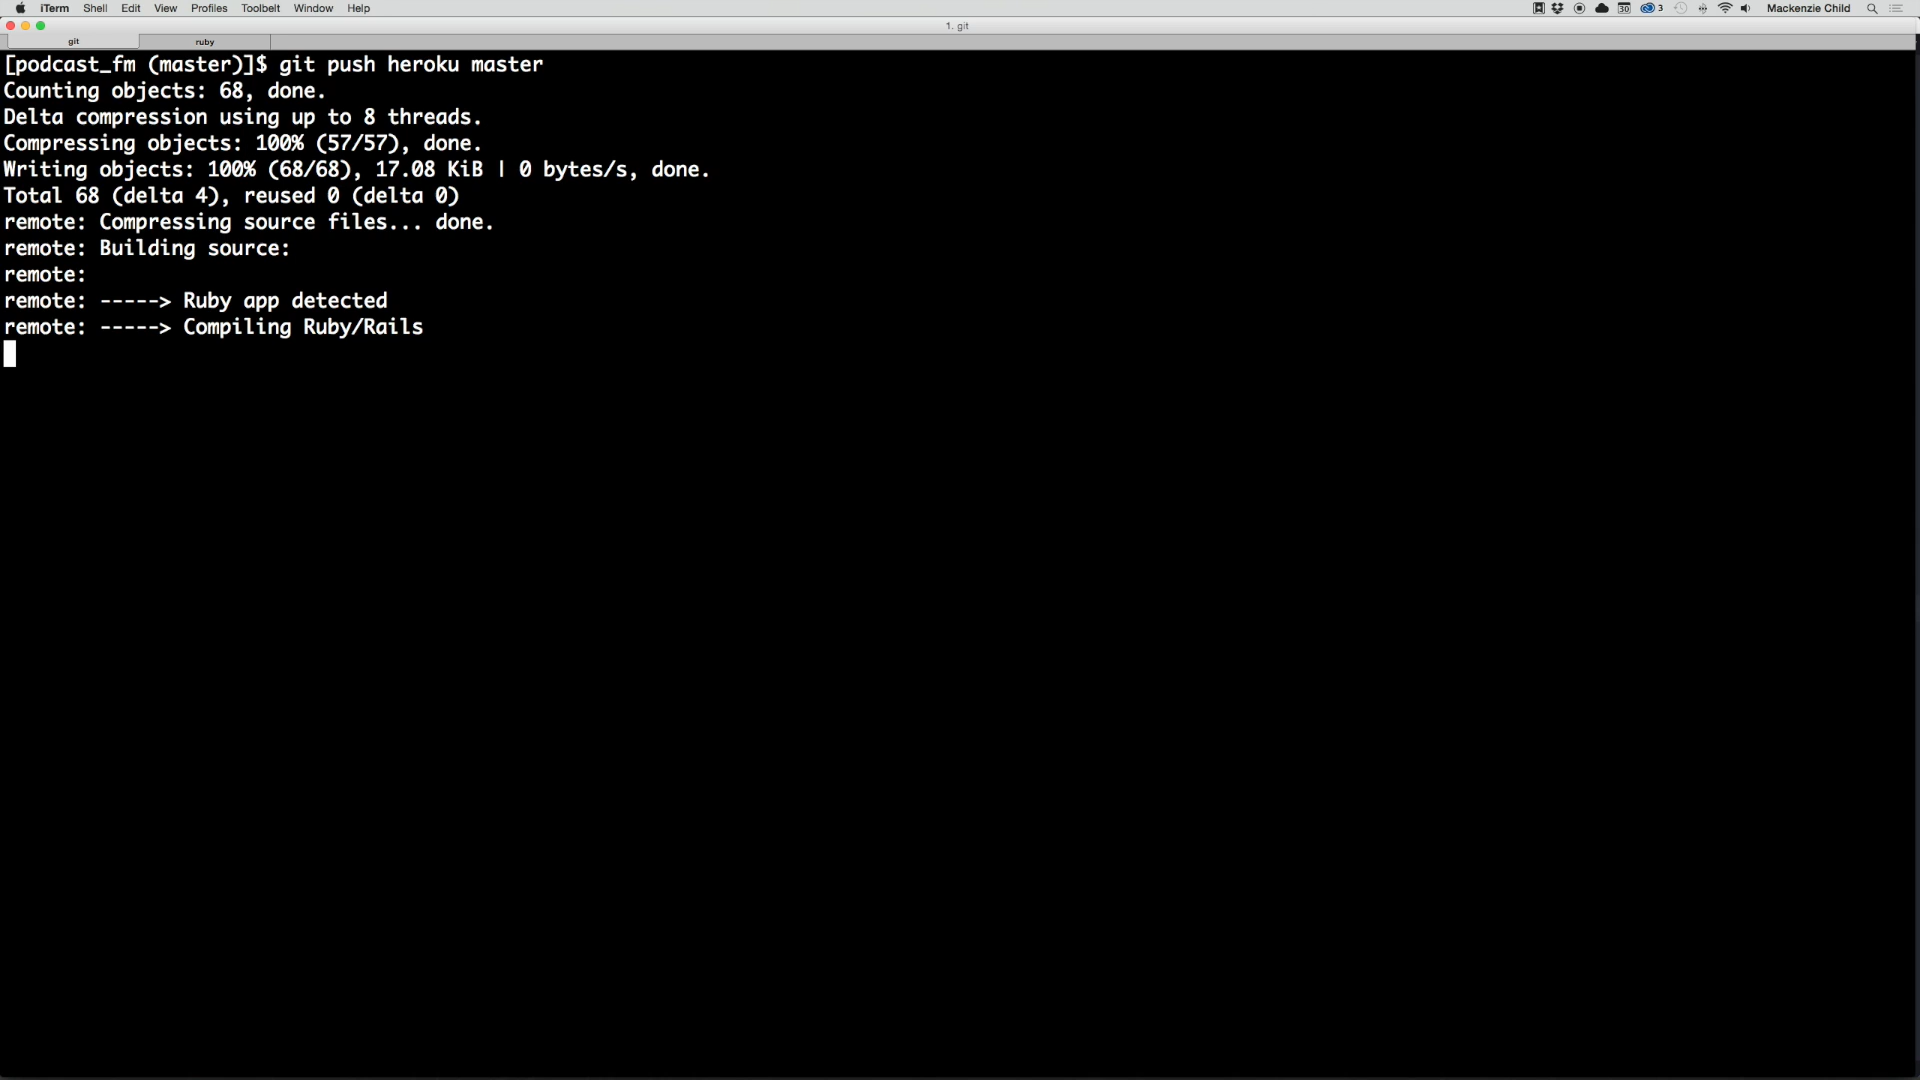 iTerm Shell Edit View Profiles Toolbelt Window Help 30 3 Mackenzie Child
1. git
git ruby
[podcast_fm (master)]$ git push heroku master
Counting objects: 68, done.
Delta compression using up to 8 threads.
Compressing objects: 100% (57/57), done.
Writing objects: 100% (68/68), 17.08 KiB | 0 bytes/s, done.
Total 68 (delta 4), reused 0 (delta 0)
remote: Compressing source files... done.
remote: Building source:
remote:
remote: -----> Ruby app detected
remote: -----> Compiling Ruby/Rails